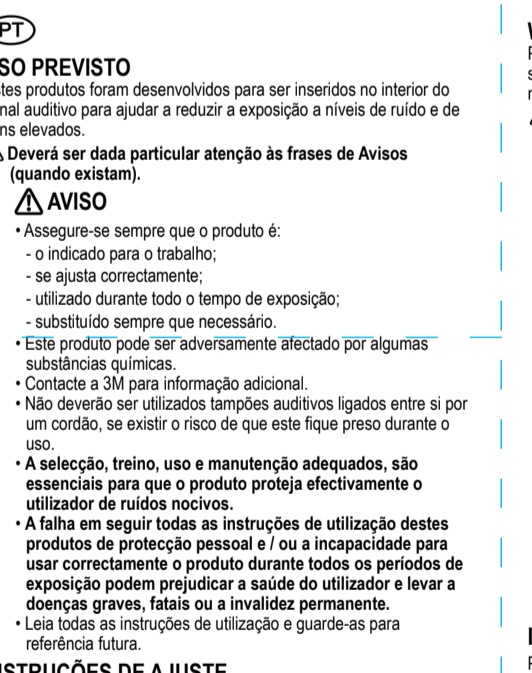 PT
SO PREVISTO
stes produtos foram desenvolvidos para ser inseridos no interior do
nal auditivo para ajudar a reduzir a exposição a níveis de ruído e de
ns elevados.
Deverá ser dada particular atenção às frases de Avisos
(quando existam).
AVISO
• Assegure-se sempre que o produto é:
- o indicado para o trabalho;
- se ajusta correctamente;
- utilizado durante todo o tempo de exposição;
- substituído sempre que necessário.
• Este produto pode ser adversamente afectado por algumas
substâncias químicas.
• Contacte a 3M para informação adicional.
• Não deverão ser utilizados tampões auditivos ligados entre si por
um cordão, se existir o risco de que este fique preso durante o
uso.
• A selecção, treino, uso e manutenção adequados, são
essenciais para que o produto proteja efectivamente o
utilizador de ruídos nocivos.
• A falha em seguir todas as instruções de utilização destes
produtos de protecção pessoal e / ou a incapacidade para
usar correctamente o produto durante todos os períodos de
exposição podem prejudicar a saúde do utilizador e levar a
doenças graves, fatais ou a invalidez permanente.
• Leia todas as instruções de utilização e guarde-as para
referência futura.
NSTRUÇÕES DE AJUSTE